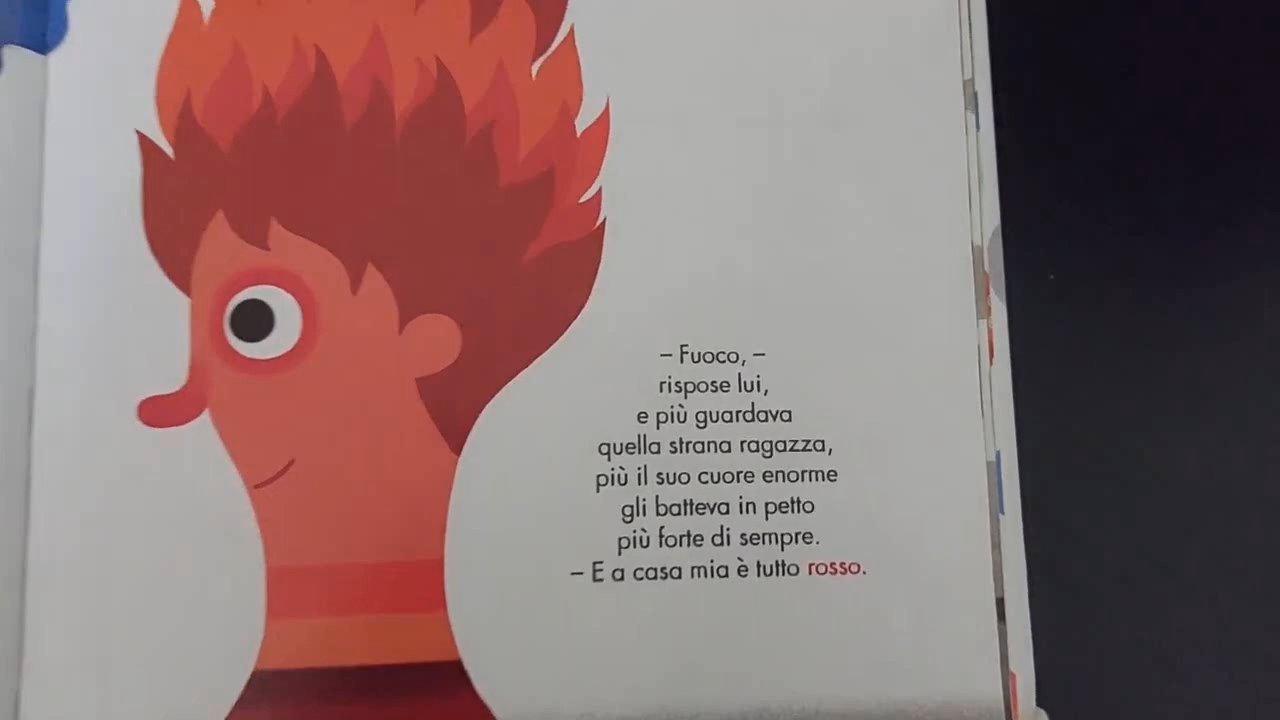 – Fuoco, –
rispose lui,
e più guardava
quella strana ragazza,
più il suo cuore enorme
gli batteva in petto
più forte di sempre.
– E a casa mia è tutto rosso.